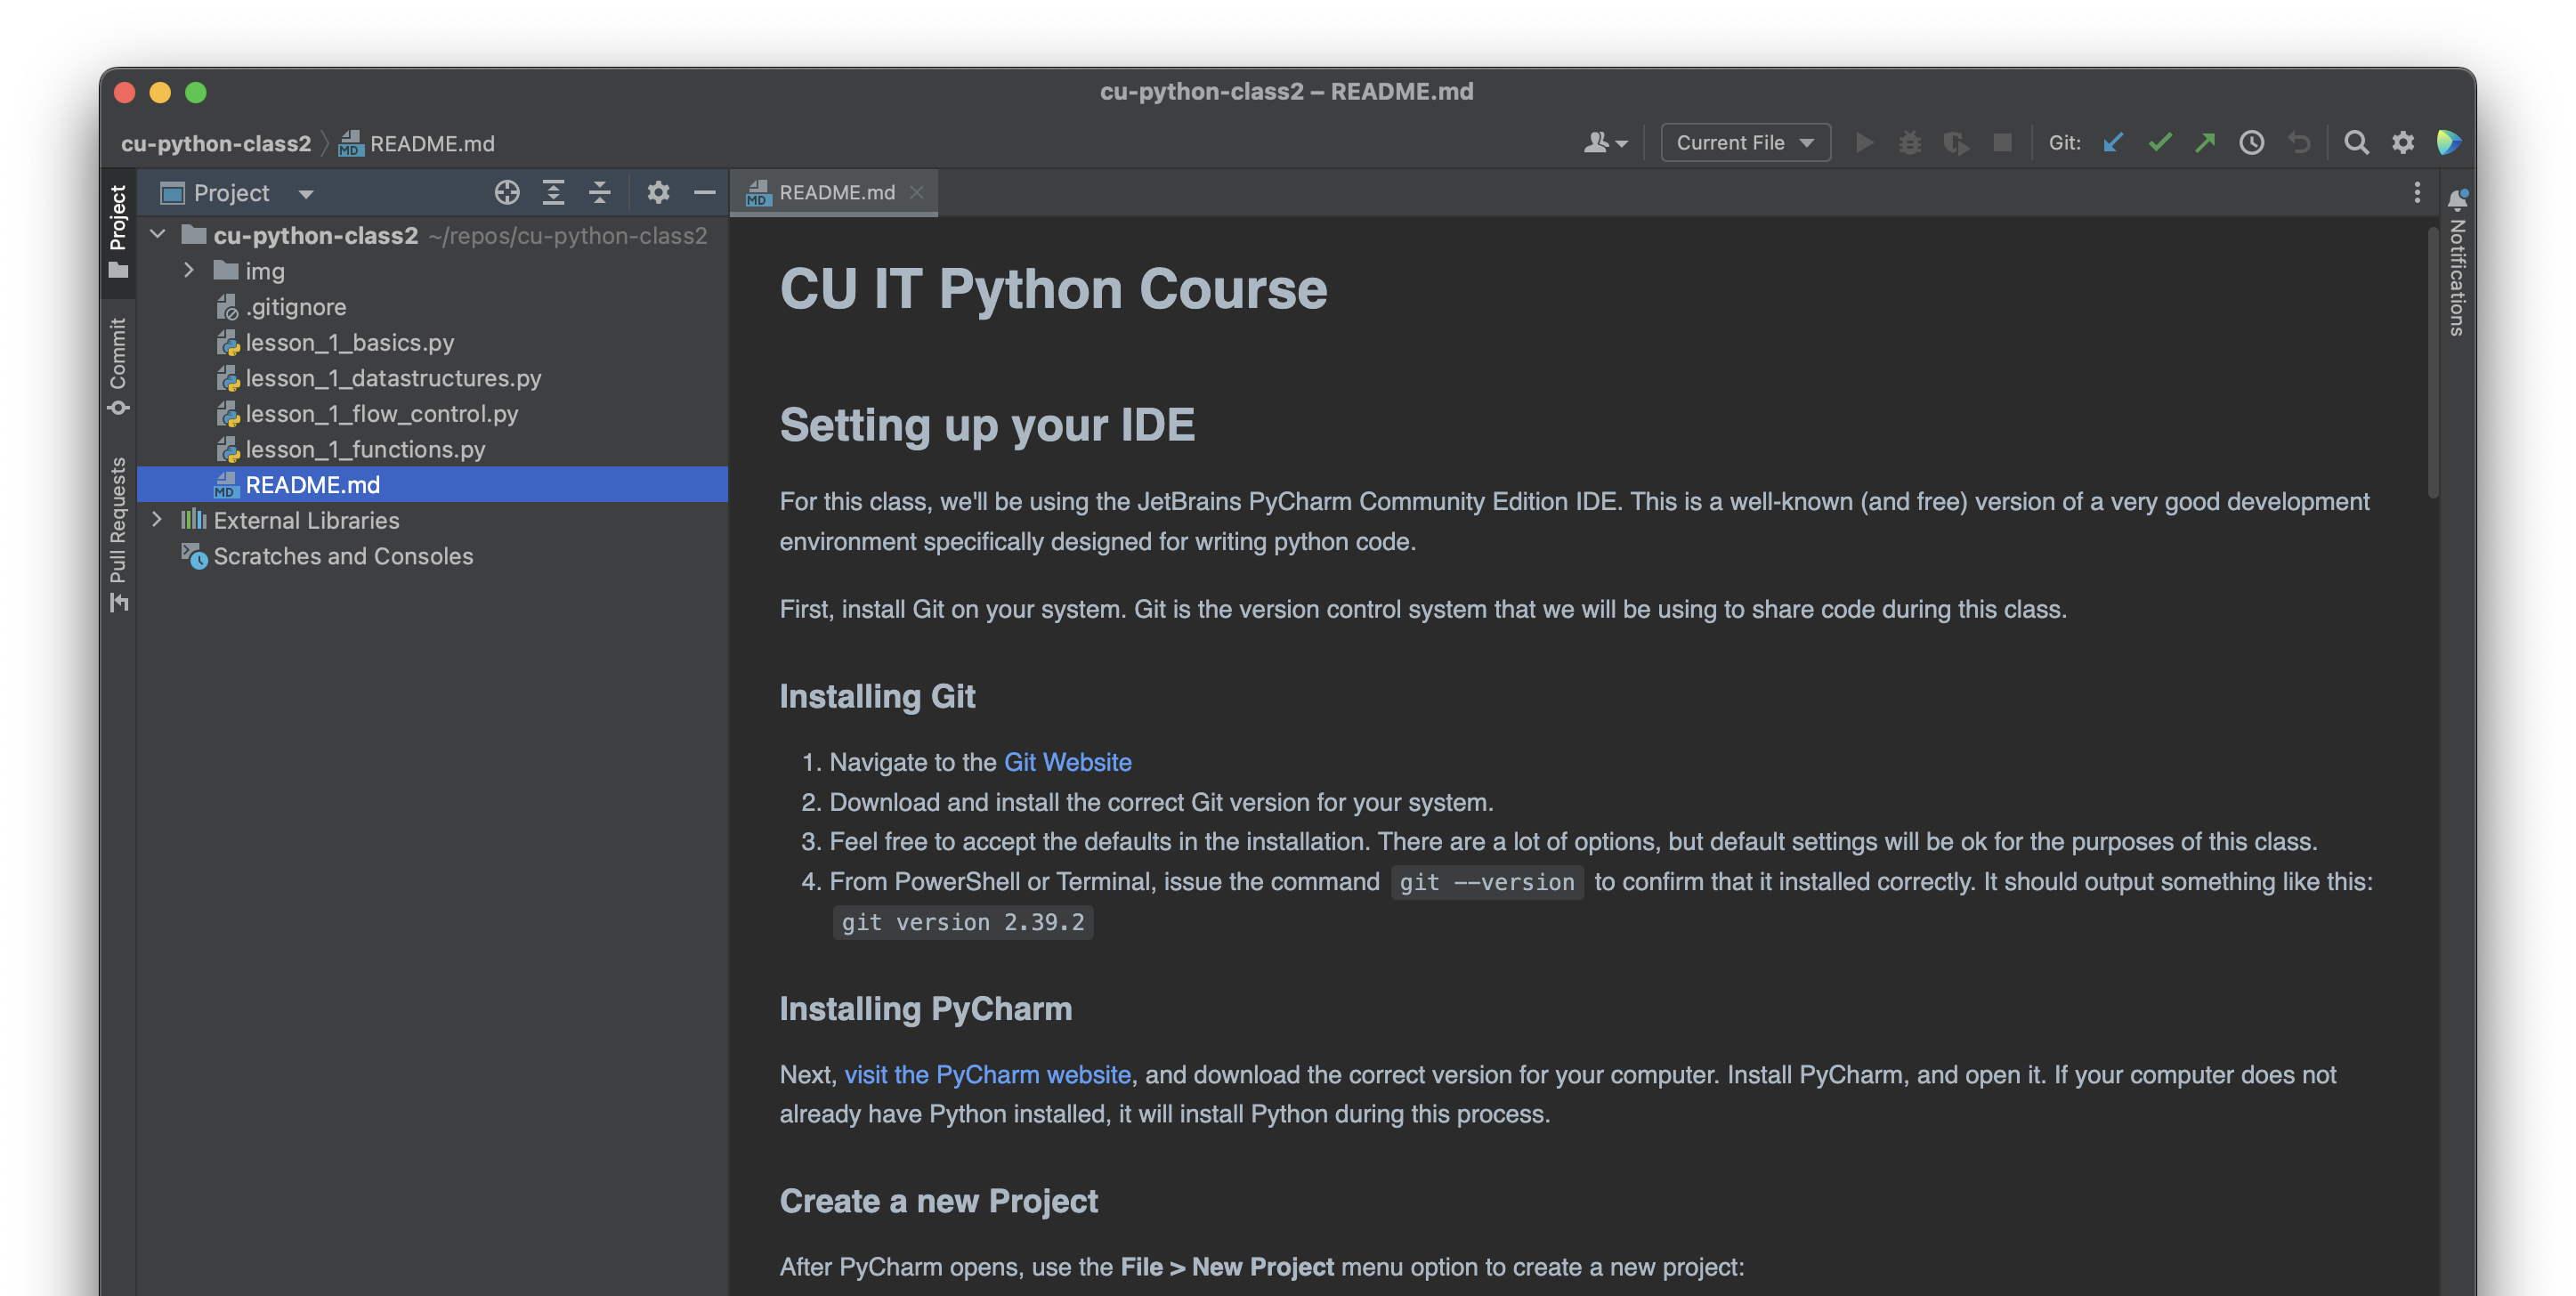 cu-python-class2 – README.md
cu-python-class2
README.md
Current File
Git:
Project
Project
README.md
Notifications
Commit
Pull Requests
cu-python-class2 ~/repos/cu-python-class2
img
.gitignore
lesson_1_basics.py
lesson_1_datastructures.py
lesson_1_flow_control.py
lesson_1_functions.py
MD README.md
External Libraries
Scratches and Consoles
CU IT Python Course
Setting up your IDE
For this class, we'll be using the JetBrains PyCharm Community Edition IDE. This is a well-known (and free) version of a very good development
environment specifically designed for writing python code.
First, install Git on your system. Git is the version control system that we will be using to share code during this class.
Installing Git
1. Navigate to the Git Website
2. Download and install the correct Git version for your system.
3. Feel free to accept the defaults in the installation. There are a lot of options, but default settings will be ok for the purposes of this class.
4. From PowerShell or Terminal, issue the command git --version to confirm that it installed correctly. It should output something like this:
git version 2.39.2
Installing PyCharm
Next, visit the PyCharm website, and download the correct version for your computer. Install PyCharm, and open it. If your computer does not
already have Python installed, it will install Python during this process.
Create a new Project
After PyCharm opens, use the File > New Project menu option to create a new project: